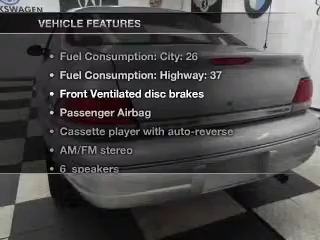 VOLKSWAGEN
VEHICLE FEATURES
• Fuel Consumption: City: 26
• Fuel Consumption: Highway: 37
• Front Ventilated disc brakes
• Passenger Airbag
• Cassette player with auto-reverse
• AM/FM stereo
• 6 speakers